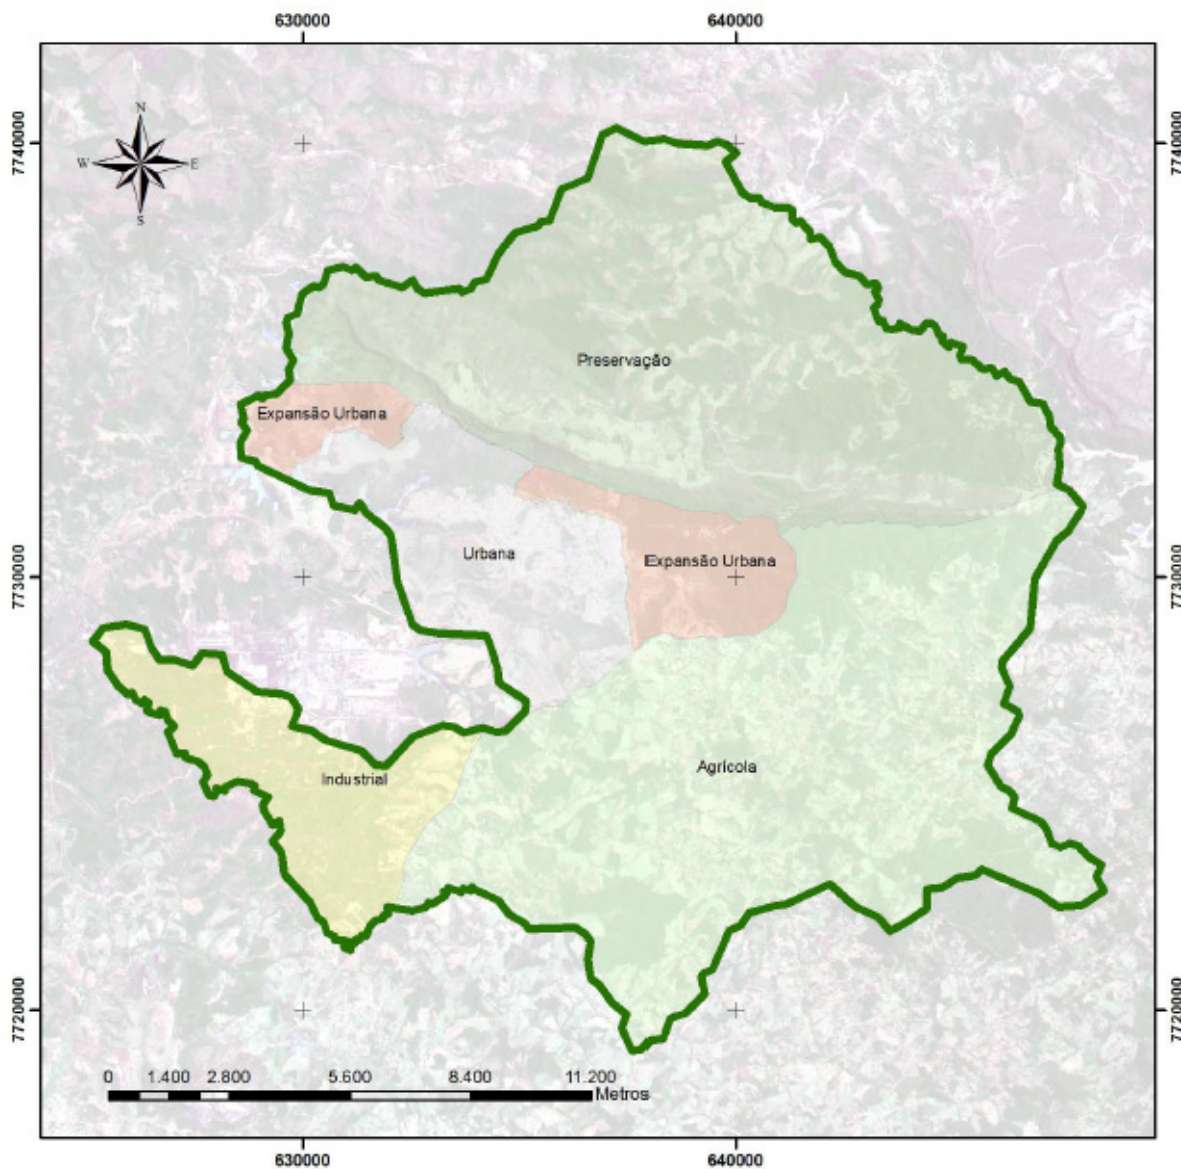 630000
640000
7740000
7740000
N
W
E
S
Preservação
Expansão Urbana
Urbana
Expansão Urbana
7730000
7730000
Industrial
Agrícola
7720000
7720000
0 1.400 2.800 5.600 8.400 11.200
Metros
630000
640000